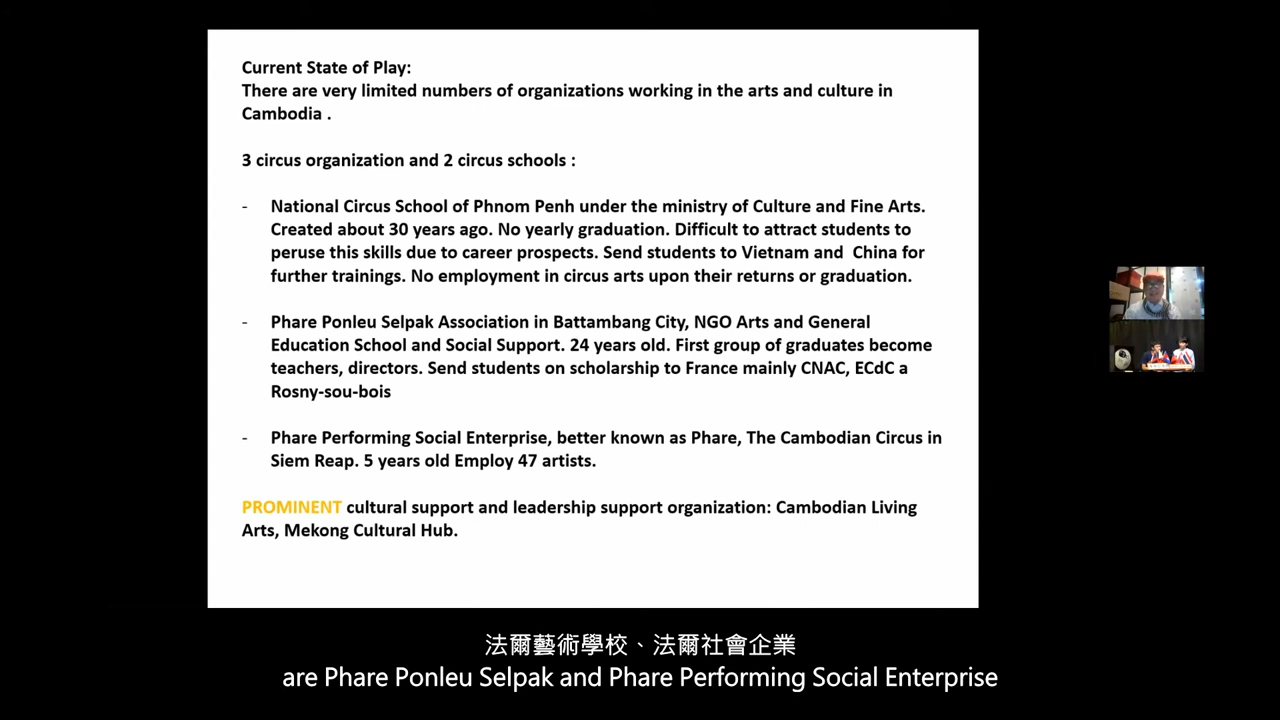 Current State of Play:
There are very limited numbers of organizations working in the arts and culture in
Cambodia .
3 circus organization and 2 circus schools :
- National Circus School of Phnom Penh under the ministry of Culture and Fine Arts.
Created about 30 years ago. No yearly graduation. Difficult to attract students to
peruse this skills due to career prospects. Send students to Vietnam and  China for
further trainings. No employment in circus arts upon their returns or graduation.
- Phare Ponleu Selpak Association in Battambang City, NGO Arts and General
Education School and Social Support. 24 years old. First group of graduates become
teachers, directors. Send students on scholarship to France mainly CNAC, ECdC a
Rosny-sou-bois
- Phare Performing Social Enterprise, better known as Phare, The Cambodian Circus in
Siem Reap. 5 years old Employ 47 artists.
PROMINENT cultural support and leadership support organization: Cambodian Living
Arts, Mekong Cultural Hub.
法爾藝術學校、法爾社會企業
are Phare Ponleu Selpak and Phare Performing Social Enterprise